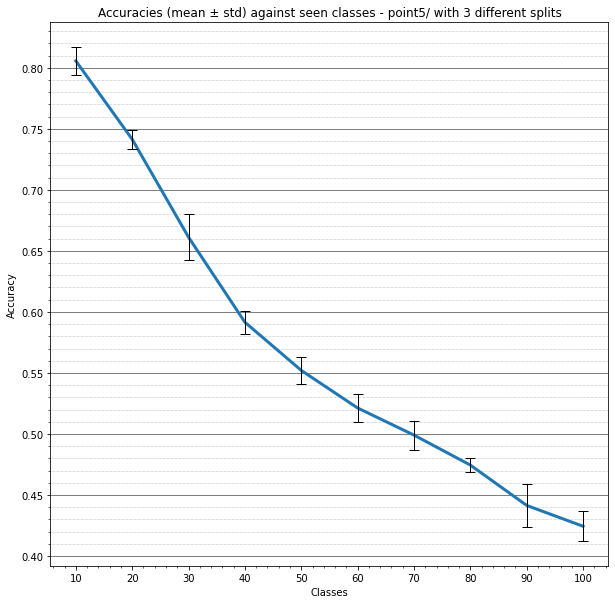 Accuracies (mean ± std) against seen classes - point5/ with 3 different splits
0.80
0.75
0.70
0.65
0.60
0.55
0.50
0.45
0.40
Accuracy
10 20 30 40 50 60 70 80 90 100
Classes